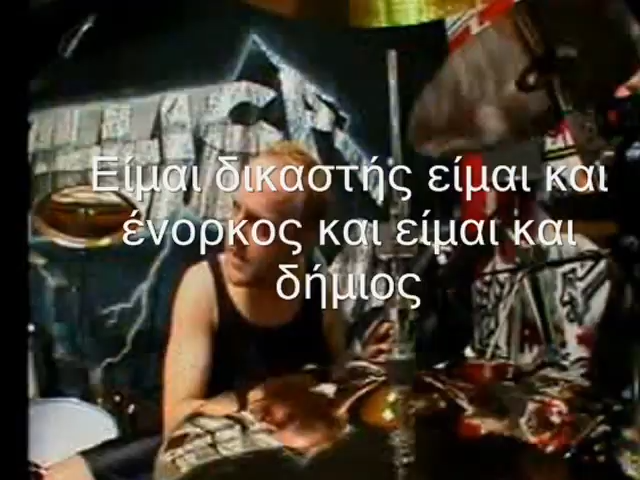 Είμαι δικαστής είμαι και
ένορκος και είμαι και
δήμιος